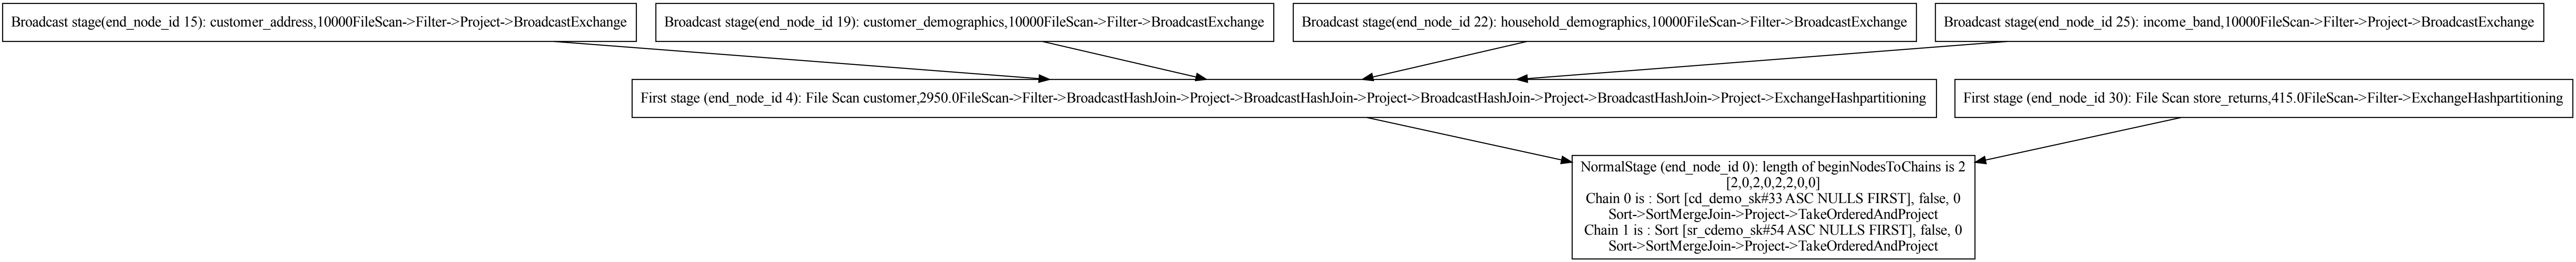 Broadcast stage(end_node_id 15): customer_address,10000FileScan->Filter->Project->BroadcastExchange
Broadcast stage(end_node_id 19): customer_demographics,10000FileScan->Filter->BroadcastExchange
Broadcast stage(end_node_id 22): household_demographics,10000FileScan->Filter->BroadcastExchange
Broadcast stage(end_node_id 25): income_band,10000FileScan->Filter->Project->BroadcastExchange
First stage (end_node_id 4): File Scan customer,2950.0FileScan->Filter->BroadcastHashJoin->Project->BroadcastHashJoin->Project->BroadcastHashJoin->Project->BroadcastHashJoin->Project->ExchangeHashpartitioning
First stage (end_node_id 30): File Scan store_returns,415.0FileScan->Filter->ExchangeHashpartitioning
NormalStage (end_node_id 0): length of beginNodesToChains is 2
[2,0,2,0,2,2,0,0]
Chain 0 is : Sort [cd_demo_sk#33 ASC NULLS FIRST], false, 0
Sort->SortMergeJoin->Project->TakeOrderedAndProject
Chain 1 is : Sort [sr_cdemo_sk#54 ASC NULLS FIRST], false, 0
Sort->SortMergeJoin->Project->TakeOrderedAndProject